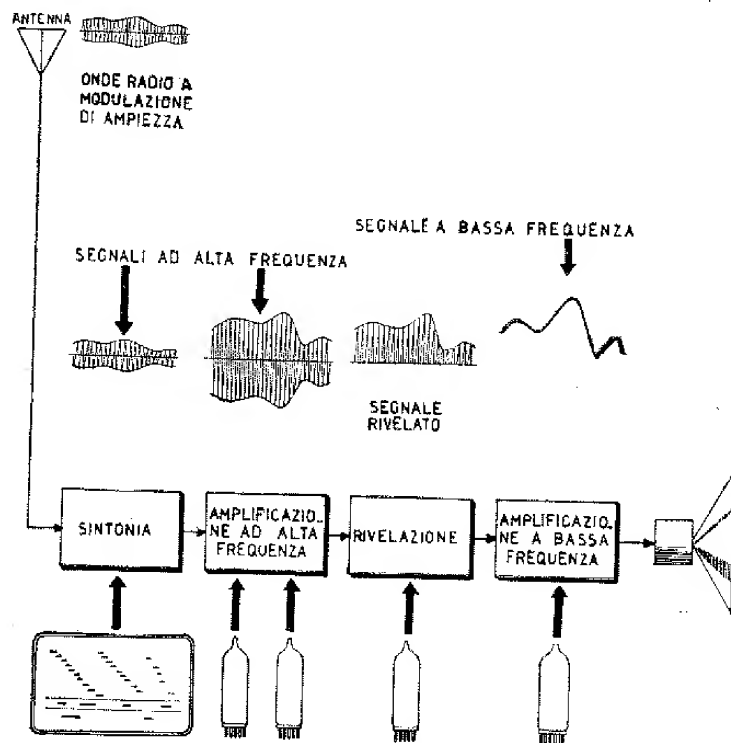 ANTENNA
ONDE RADIO A
MODULAZIONE
DI AMPIEZZA
SEGNALE A BASSA FREQUENZA
SEGNALI AD ALTA FREQUENZA
SEGNALE
RIVELATO
SINTONIA
AMPLIFICAZIO_
NE AD ALTA
FREQUENZA
RIVELAZIONE
AMPLIFICAZIO_
NE A BASSA
FREQUENZA